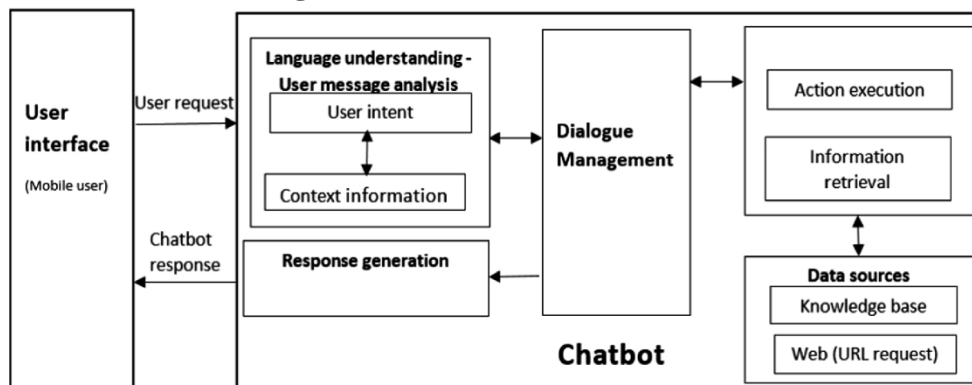 User
interface
(Mobile user)
User request
Chatbot
response
Language understanding -
User message analysis
User intent
Context information
Response generation
Dialogue
Management
Action execution
Information
retrieval
Data sources
Knowledge base
Web (URL request)
Chatbot